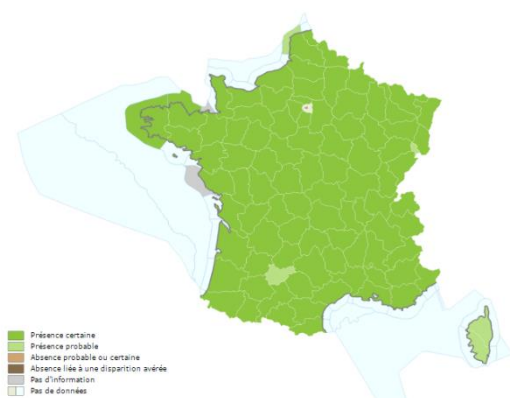 Présence certaine
Présence probable
Absence probable ou certaine
Absence liée à une disparition avérée
Pas d'information
Pas de données